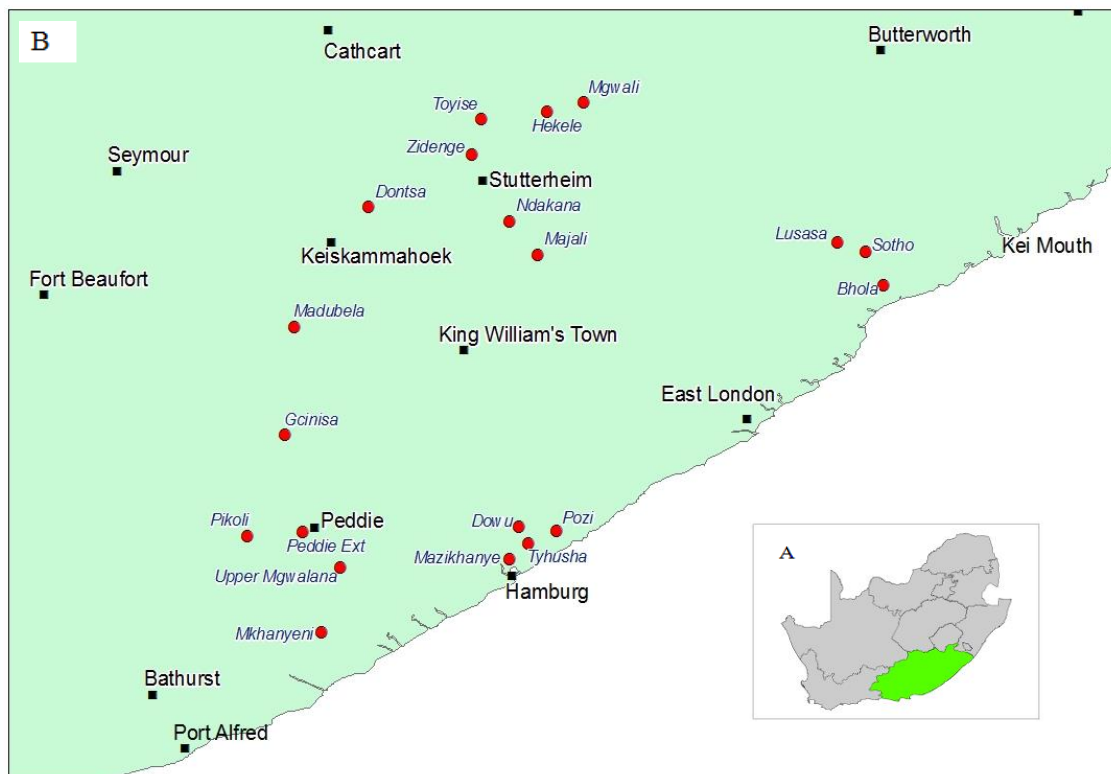 B
Cathcart
Butterworth
Mgwali
Toyise
Hekele
Zidenge
Seymour
Stutterheim
Dontsa
Ndakana
Lusasa
Majali
Sotho
Kei Mouth
Keiskammahoek
Fort Beaufort
Bhola
Madubela
King William's Town
East London
Gcinisa
Pikoli
Peddie
Dowu
Pozi
Peddie Ext
Mazikhanye
Tyhusha
Upper Mgwalana
Hamburg
A
Mkhanyeni
Bathurst
Port Alfred